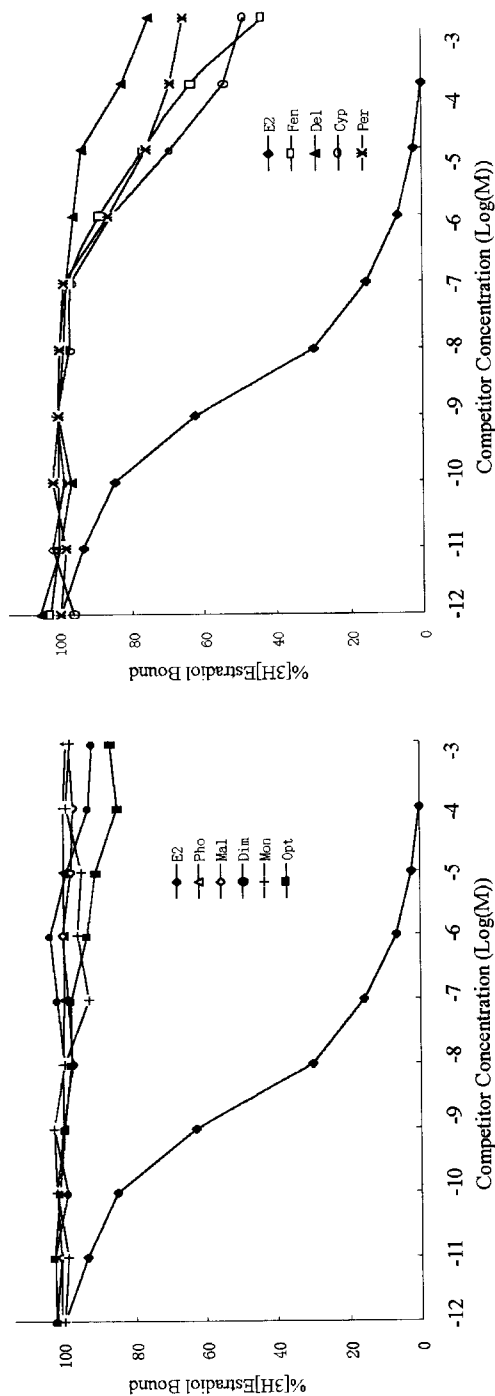 %[3H]Estradiol Bound
100
80
60
40
20
0
-12
-11
-10
-9
-8
-7
-6
-5
-4
-3
Competitor Concentration (Log(M))
E2
Pho
Mal
Dim
Mon
Opt
%[3H]Estradiol Bound
100
80
60
40
20
0
-12
-11
-10
-9
-8
-7
-6
-5
-4
-3
Competitor Concentration (Log(M))
E2
Fen
Del
Cyp
Per